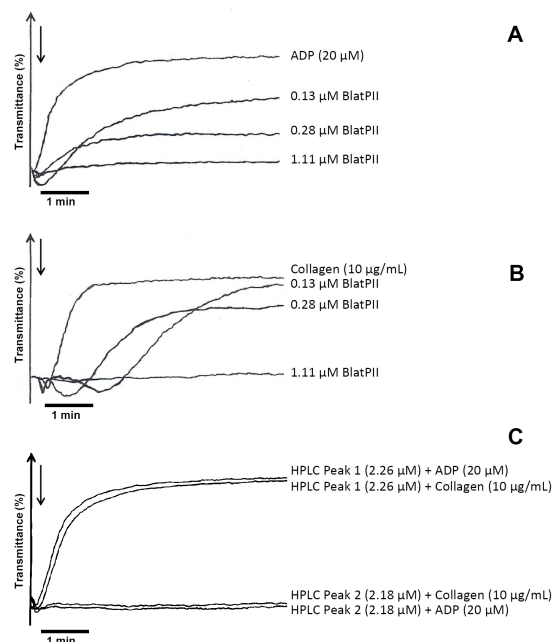 A
Transmittance (%)
ADP (20 µM)
0.13 µM BlatPII
0.28 µM BlatPII
1.11 µM BlatPII
1 min
B
Transmittance (%)
Collagen (10 µg/mL)
0.13 µM BlatPII
0.28 µM BlatPII
1.11 µM BlatPII
1 min
C
Transmittance (%)
HPLC Peak 1 (2.26 µM) + ADP (20 µM)
HPLC Peak 1 (2.26 µM) + Collagen (10 µg/mL)
HPLC Peak 2 (2.18 µM) + Collagen (10 µg/mL)
HPLC Peak 2 (2.18 µM) + ADP (20 µM)
1 min